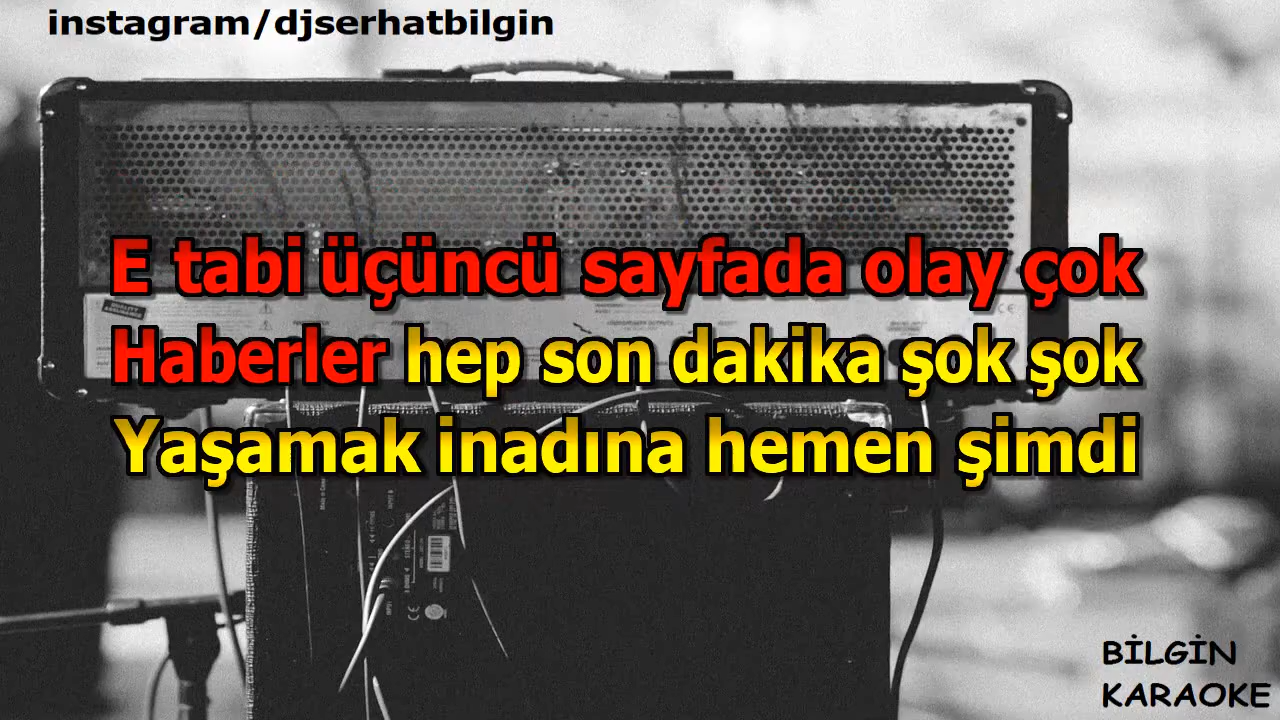 instagram/djserhatbilgin
E tabi üçüncü sayfada olay çok
Haberler hep son dakika şok şok
Yaşamak inadına hemen şimdi
BİLGİN
KARAOKE